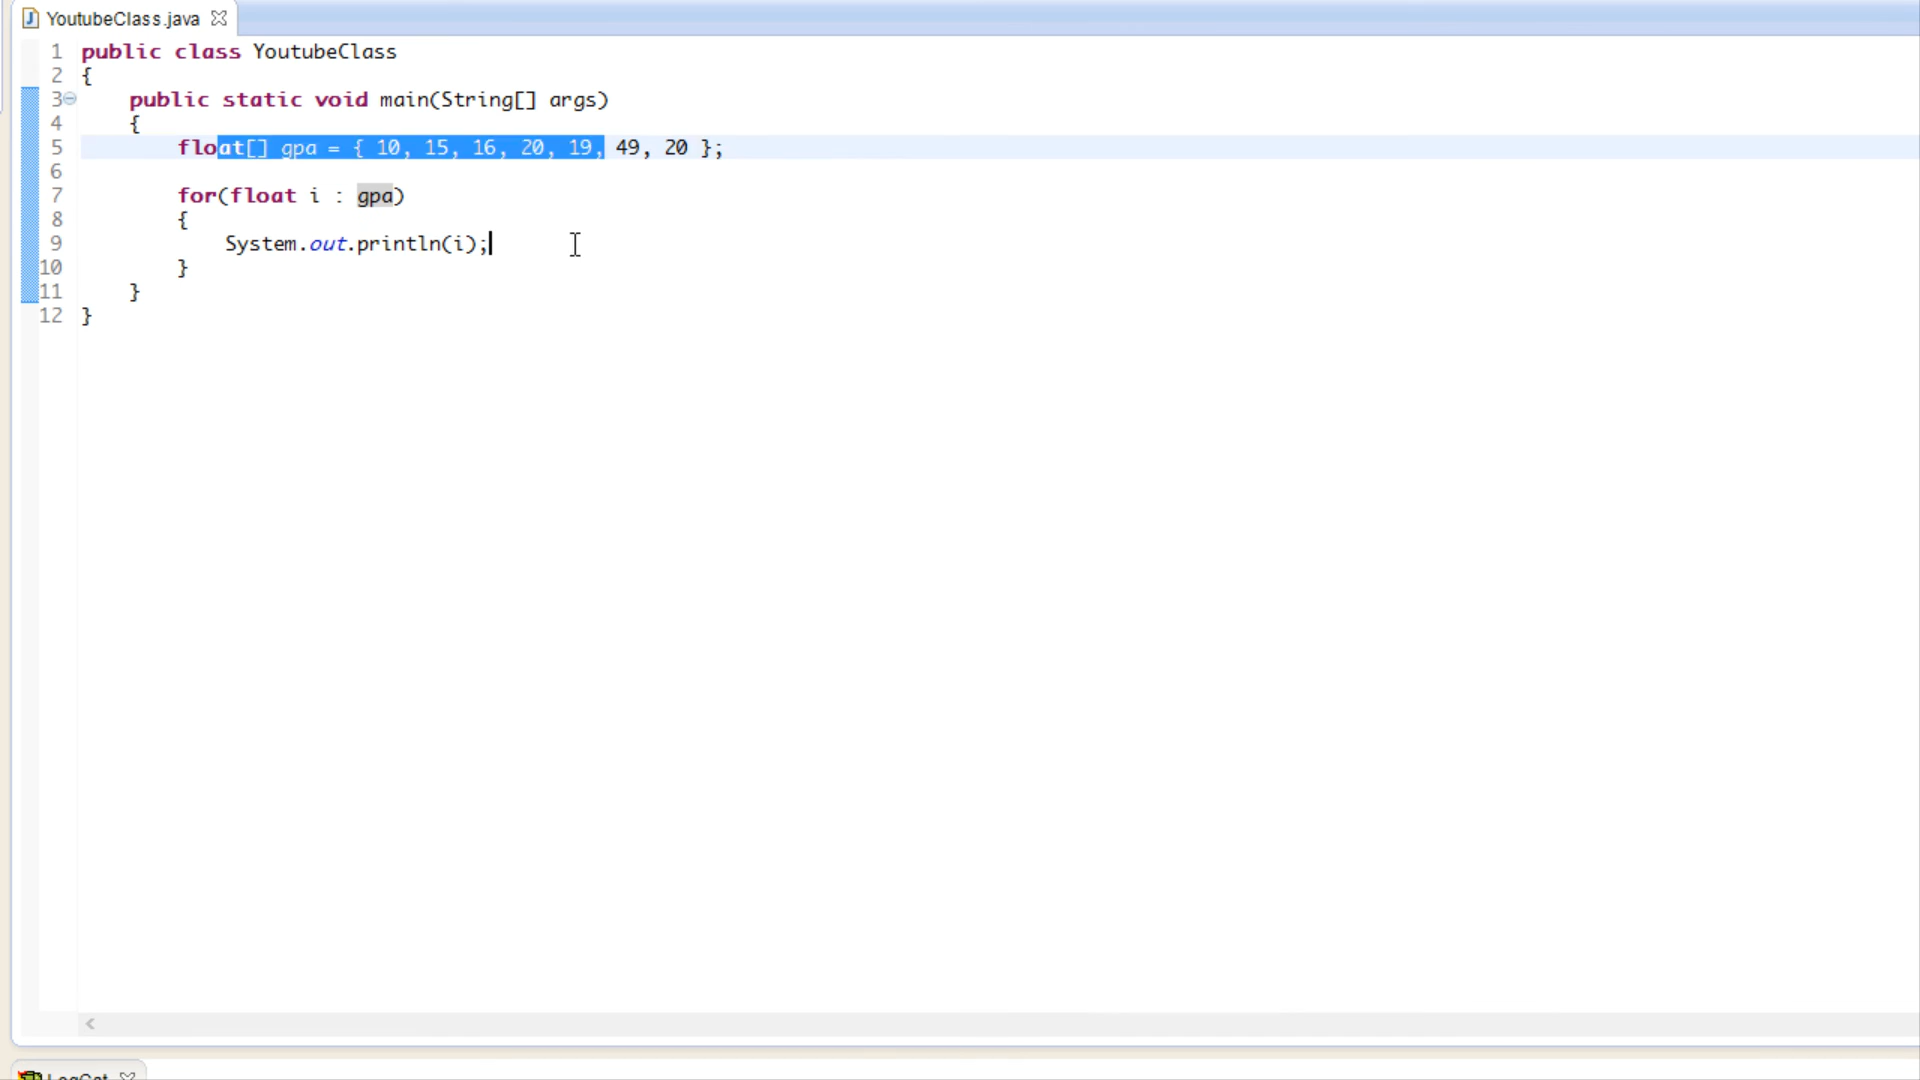 YoutubeClass.java
1 public class YoutubeClass
2 {
3 public static void main(String[] args)
4 {
5 float[] gpa = { 10, 15, 16, 20, 19, 49, 20 };
6
7 for(float i : gpa)
8 {
9 System.out.println(i);
10 }
11 }
12 }
LogCat